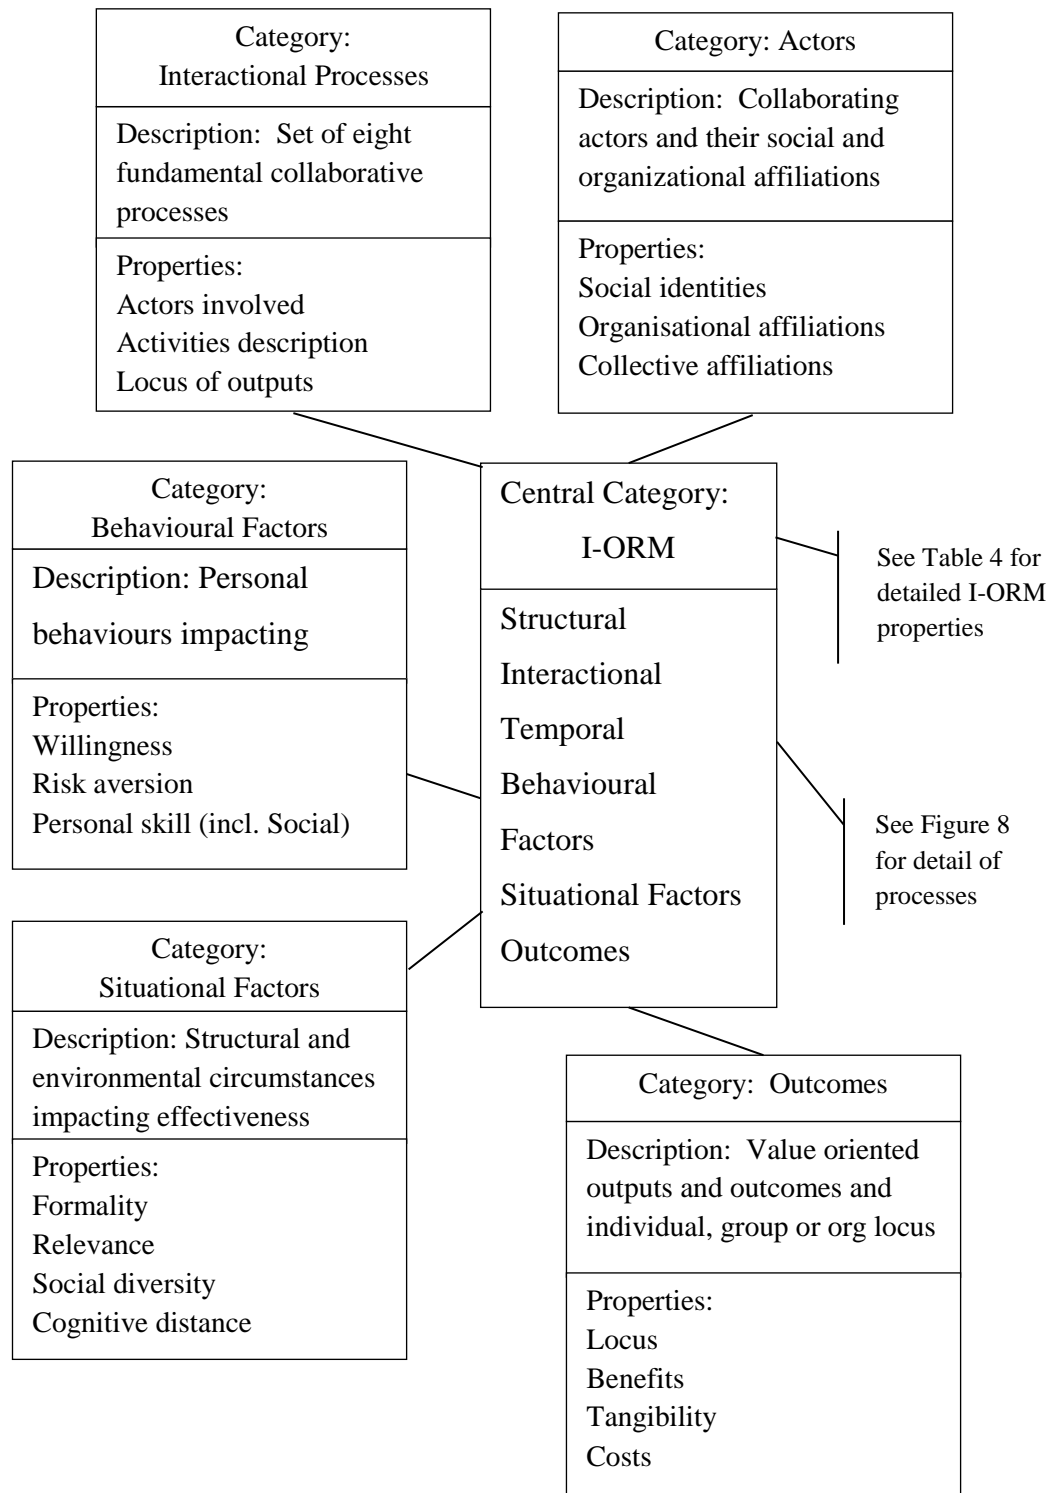 Category:
Interactional Processes
Description:  Set of eight
fundamental collaborative
processes
Properties:
Actors involved
Activities description
Locus of outputs
Category: Actors
Description:  Collaborating
actors and their social and
organizational affiliations
Properties:
Social identities
Organisational affiliations
Collective affiliations
Category:
Behavioural Factors
Description: Personal
behaviours impacting
Properties:
Willingness
Risk aversion
Personal skill (incl. Social)
Central Category:
I-ORM
Structural
Interactional
Temporal
Behavioural
Factors
Situational Factors
Outcomes
See Table 4 for
detailed I-ORM
properties
See Figure 8
for detail of
processes
Category:
Situational Factors
Description: Structural and
environmental circumstances
impacting effectiveness
Properties:
Formality
Relevance
Social diversity
Cognitive distance
Category:  Outcomes
Description:  Value oriented
outputs and outcomes and
individual, group or org locus
Properties:
Locus
Benefits
Tangibility
Costs